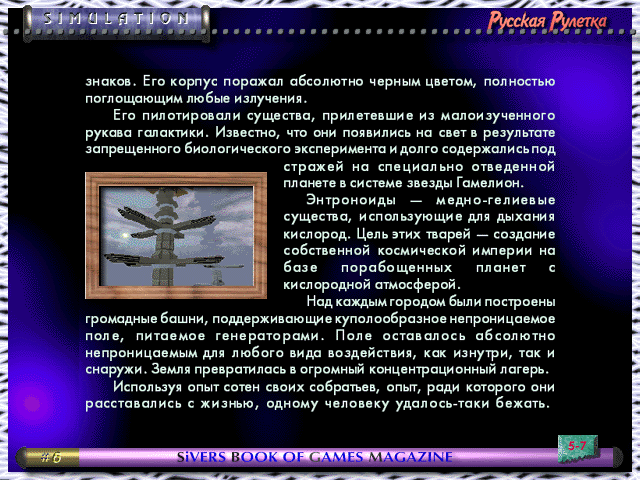 SIMULATION
Русская Рулетка
знаков. Его корпус поражал абсолютно черным цветом, полностью
поглощающим любые излучения.
Его пилотировали существа, прилетевшие из малоизученного
рукава галактики. Известно, что они появились на свет в результате
запрещенного биологического эксперимента и долго содержались под
стражей на специально отведенной
планете в системе звезды Гамелион.
Энтроноиды — медно-гелиевые
существа, использующие для дыхания
кислород. Цель этих тварей — создание
собственной космической империи на
базе порабощенных планет с
кислородной атмосферой.
Над каждым городом были построены
громадные башни, поддерживающие куполообразное непроницаемое
поле, питаемое генераторами. Поле оставалось абсолютно
непроницаемым для любого вида воздействия, как изнутри, так и
снаружи. Земля превратилась в огромный концентрационный лагерь.
Используя опыт сотен своих собратьев, опыт, ради которого они
расставались с жизнью, одному человеку удалось-таки бежать.
#6
SiVERS BOOK OF GAMES MAGAZINE
5-7